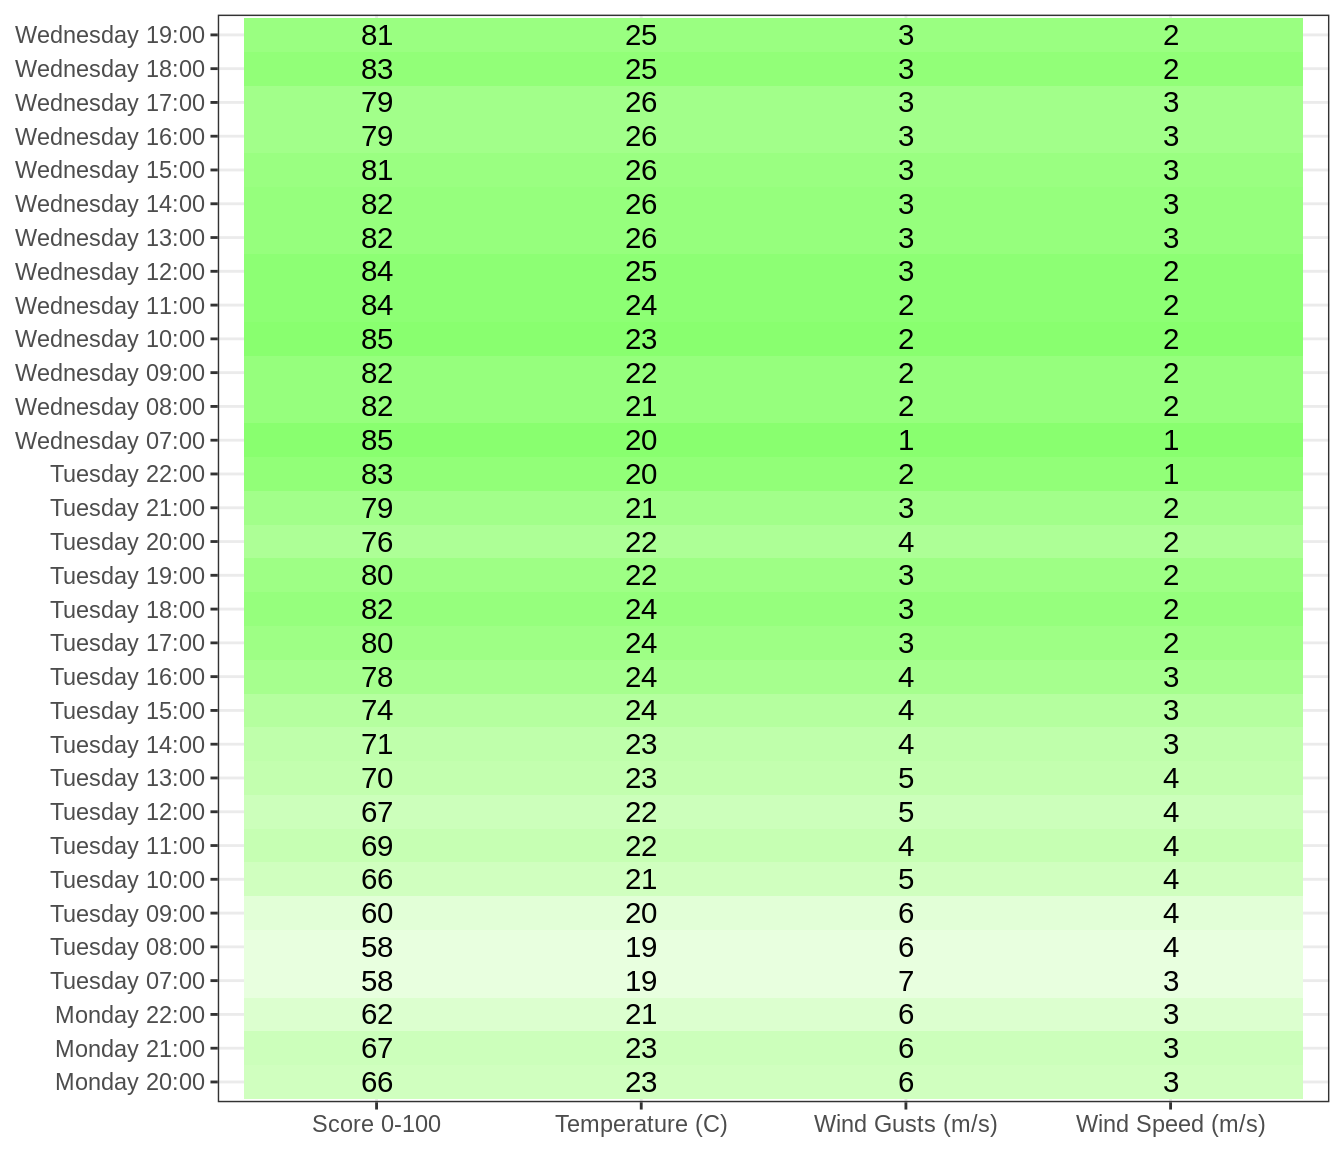 Wednesday 19:00 81 25 3 2
Wednesday 18:00 83 25 3 2
Wednesday 17:00 79 26 3 3
Wednesday 16:00 79 26 3 3
Wednesday 15:00 81 26 3 3
Wednesday 14:00 82 26 3 3
Wednesday 13:00 82 26 3 3
Wednesday 12:00 84 25 3 2
Wednesday 11:00 84 24 2 2
Wednesday 10:00 85 23 2 2
Wednesday 09:00 82 22 2 2
Wednesday 08:00 82 21 2 2
Wednesday 07:00 85 20 1 1
Tuesday 22:00 83 20 2 1
Tuesday 21:00 79 21 3 2
Tuesday 20:00 76 22 4 2
Tuesday 19:00 80 22 3 2
Tuesday 18:00 82 24 3 2
Tuesday 17:00 80 24 3 2
Tuesday 16:00 78 24 4 3
Tuesday 15:00 74 24 4 3
Tuesday 14:00 71 23 4 3
Tuesday 13:00 70 23 5 4
Tuesday 12:00 67 22 5 4
Tuesday 11:00 69 22 4 4
Tuesday 10:00 66 21 5 4
Tuesday 09:00 60 20 6 4
Tuesday 08:00 58 19 6 4
Tuesday 07:00 58 19 7 3
Monday 22:00 62 21 6 3
Monday 21:00 67 23 6 3
Monday 20:00 66 23 6 3
Score 0-100 Temperature (C) Wind Gusts (m/s) Wind Speed (m/s)